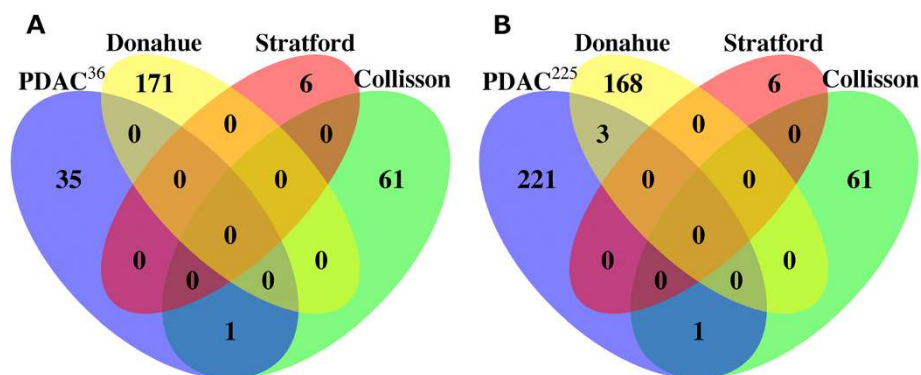 A
B
Donahue Stratford
PDAC³⁶ Collisson
171 6
0 0 0
35 0 0 61
0
0 0 0 0
1
Donahue Stratford
PDAC²²⁵ Collisson
168 6
3 0 0
221 0 0 61
0
0 0 0 0
1